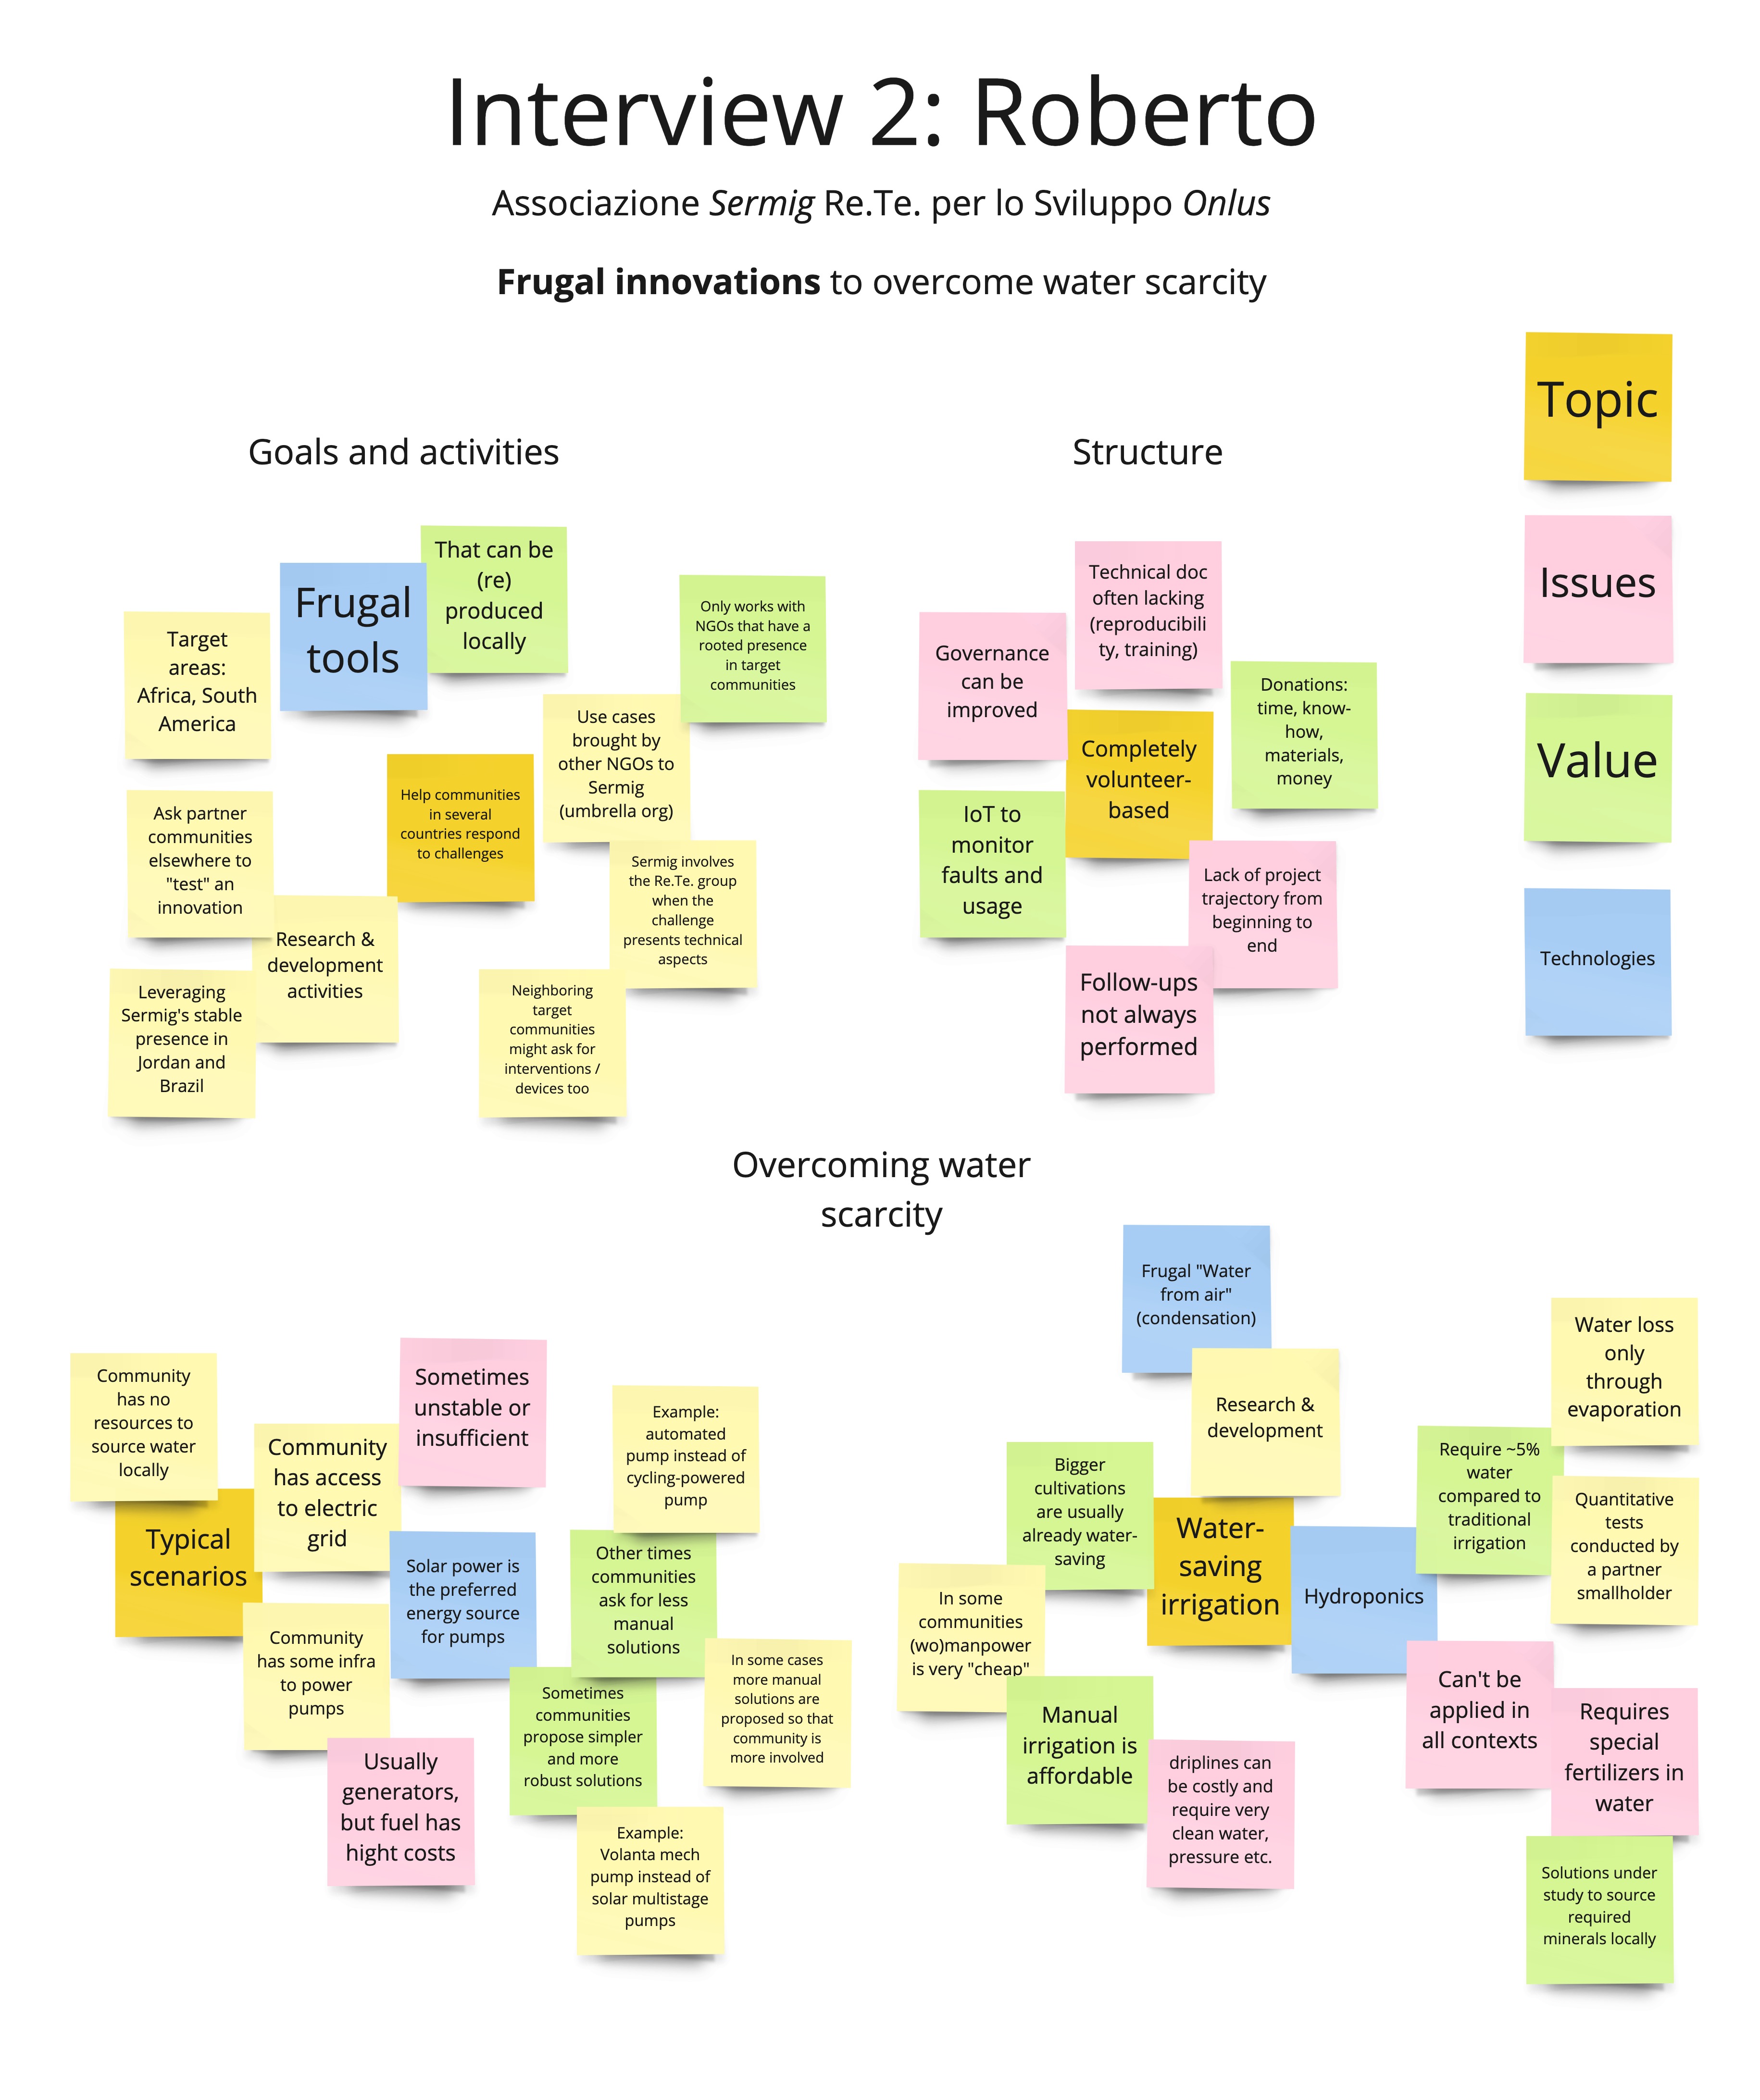 Interview 2: Roberto
Associazione Sermig Re.Te. per lo Sviluppo Onlus
Frugal innovations to overcome water scarcity
Topic
Issues
Value
Technologies
Goals and activities
Target
areas:
Africa, South
America
Frugal
tools
That can be
(re)
produced
locally
Only works with
NGOs that have a
rooted presence
in target
communities
Use cases
brought by
other NGOs to
Sermig
(umbrella org)
Help communities
in several
countries respond
to challenges
Ask partner
communities
elsewhere to
"test" an
innovation
Sermig involves
the Re.Te. group
when the
challenge
presents technical
aspects
Research &
development
activities
Leveraging
Sermig's stable
presence in
Jordan and
Brazil
Neighboring
target
communities
might ask for
interventions /
devices too
Structure
Technical doc
often lacking
(reproducibili
ty, training)
Governance
can be
improved
Donations:
time, know-
how,
materials,
money
Completely
volunteer-
based
IoT to
monitor
faults and
usage
Lack of project
trajectory from
beginning to
end
Follow-ups
not always
performed
Overcoming water
scarcity
Community
has no
resources to
source water
locally
Typical
scenarios
Community
has access
to electric
grid
Sometimes
unstable or
insufficient
Community
has some infra
to power
pumps
Solar power is
the preferred
energy source
for pumps
Usually
generators,
but fuel has
hight costs
Example:
automated
pump instead of
cycling-powered
pump
Other times
communities
ask for less
manual
solutions
In some cases
more manual
solutions are
proposed so that
community is
more involved
Sometimes
communities
propose simpler
and more
robust solutions
Example:
Volanta mech
pump instead of
solar multistage
pumps
Frugal "Water
from air"
(condensation)
Research &
development
Bigger
cultivations
are usually
already water-
saving
Water-
saving
irrigation
In some
communities
(wo)manpower
is very "cheap"
Manual
irrigation is
affordable
driplines can
be costly and
require very
clean water,
pressure etc.
Hydroponics
Require ~5%
water
compared to
traditional
irrigation
Water loss
only
through
evaporation
Quantitative
tests
conducted by
a partner
smallholder
Can't be
applied in
all contexts
Requires
special
fertilizers in
water
Solutions under
study to source
required
minerals locally